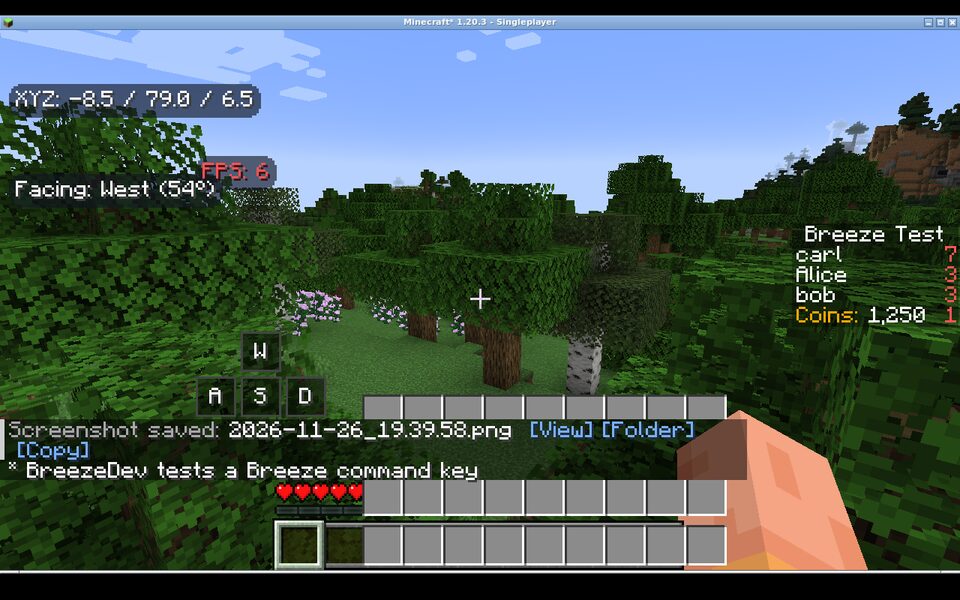 Minecraft* 1.20.3 - Singleplayer
XYZ: -8.5 / 79.0 / 6.5
FPS: 6
Facing: West (54°)
Breeze Test
carl 7
Alice 3
bob 3
Coins: 1,250 1
W
A S D
Screenshot saved: 2026-11-26_19.39.58.png [View] [Folder]
[Copy]
* BreezeDev tests a Breeze command key